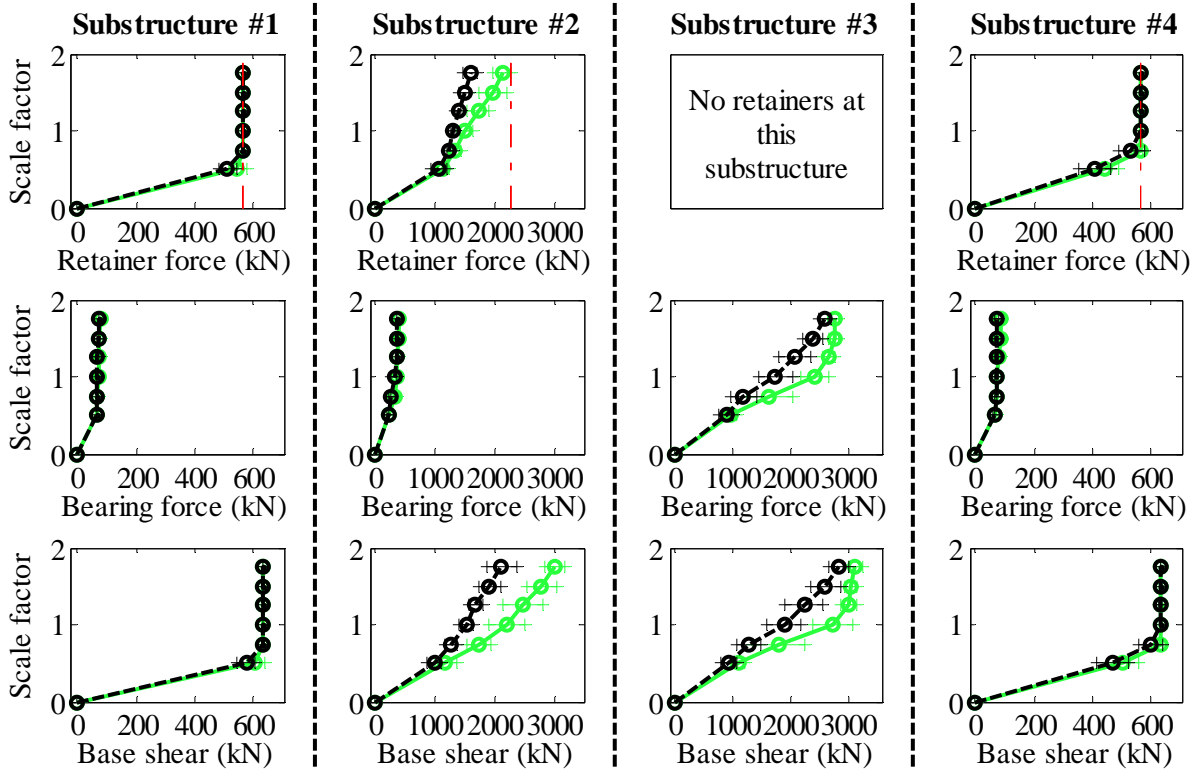 Substructure #1 Substructure #2 Substructure #3 Substructure #4
Scale factor
2
1
0
0 200 400 600
Retainer force (kN)
2
1
0
0 1000 2000 3000
Retainer force (kN)
No retainers at
this
substructure
2
1
0
0 200 400 600
Retainer force (kN)
Scale factor
2
1
0
0 200 400 600
Bearing force (kN)
2
1
0
0 1000 2000 3000
Bearing force (kN)
2
1
0
0 1000 2000 3000
Bearing force (kN)
2
1
0
0 200 400 600
Bearing force (kN)
Scale factor
2
1
0
0 200 400 600
Base shear (kN)
2
1
0
0 1000 2000 3000
Base shear (kN)
2
1
0
0 1000 2000 3000
Base shear (kN)
2
1
0
0 200 400 600
Base shear (kN)